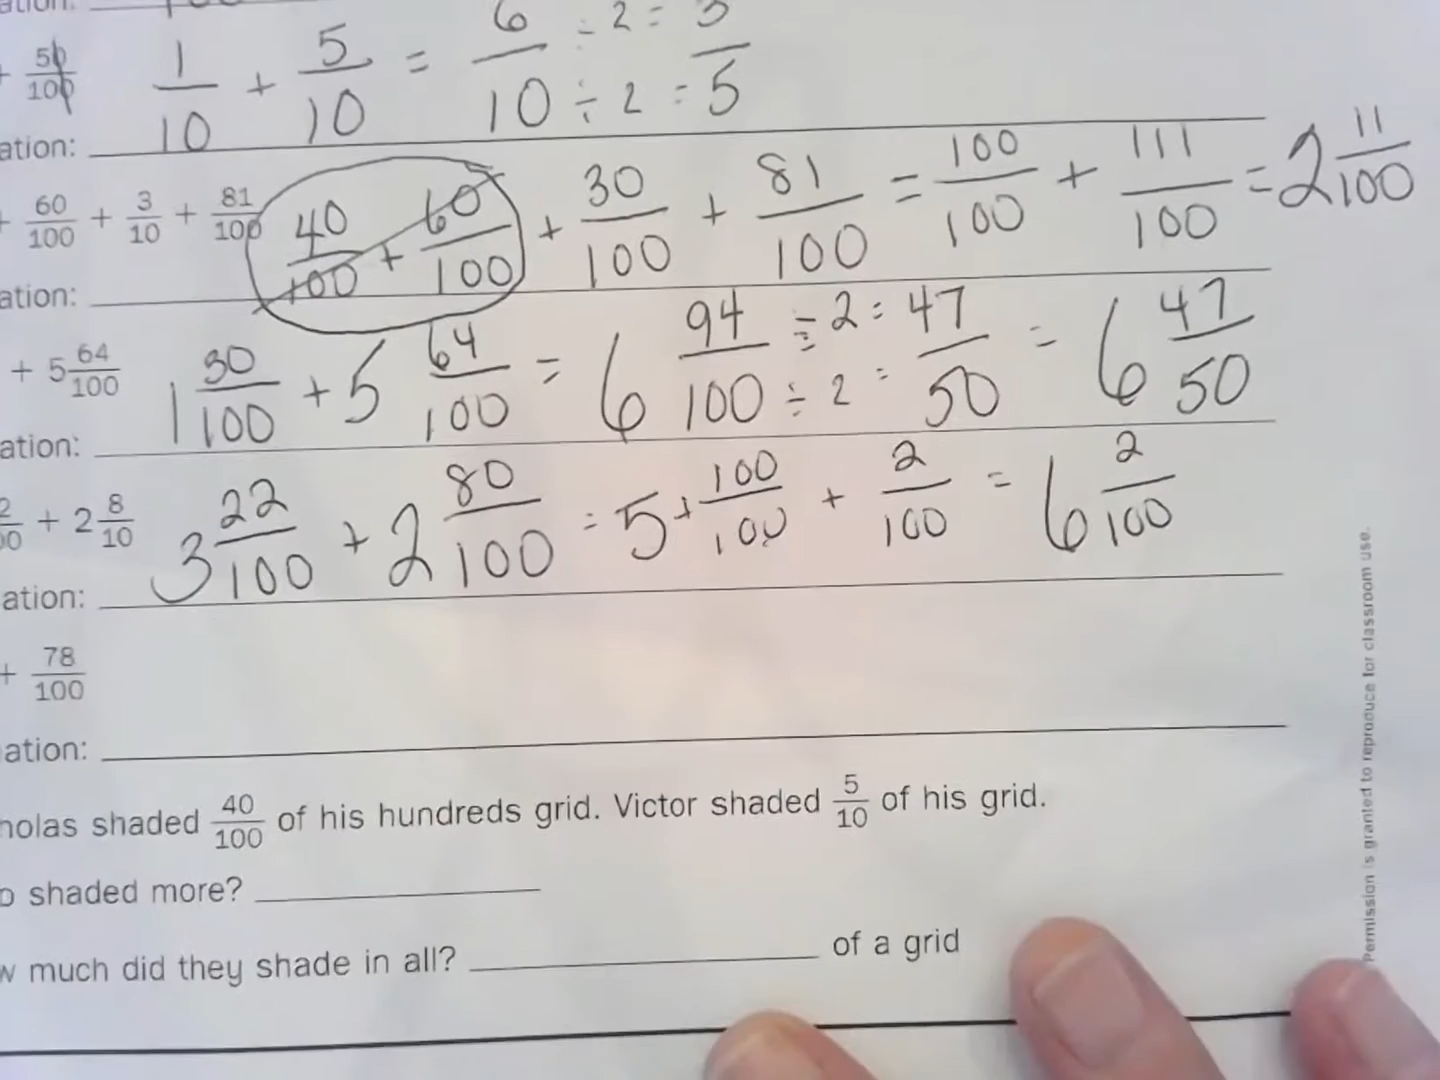 ation:
+ 50/100 1/10 + 5/10 = 6/10 ÷ 2 = 3 ÷ 2 = 5
ation:
+ 60/100 + 3/10 + 81/100 40/100 + 60/100 + 30/100 + 81/100 = 100/100 + 111/100 = 2 11/100
ation:
+ 5 64/100 1 30/100 + 5 64/100 = 6 94/100 ÷ 2 = 47 ÷ 2 = 50 = 6 47/50
ation:
2/00 + 2 8/10 3 22/100 + 2 80/100 = 5 + 100/100 + 2/100 = 6 2/100
ation:
+ 78/100
ation:
holas shaded 40/100 of his hundreds grid. Victor shaded 5/10 of his grid.
o shaded more?
w much did they shade in all? of a grid
Permission is granted to reproduce for classroom use.